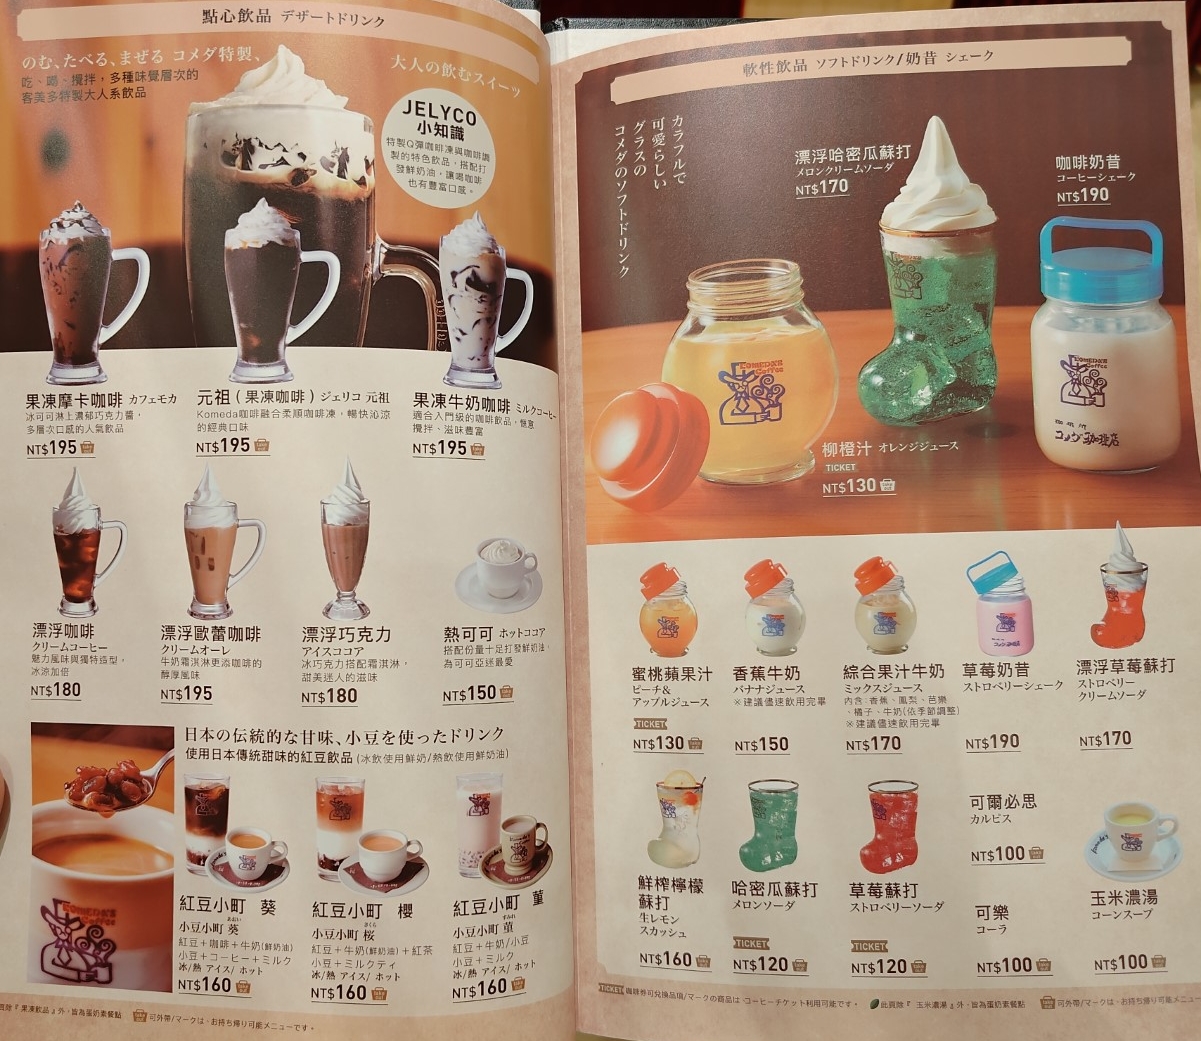 點心飲品 デザートドリンク
のむ、たべる、まぜる コメダ特製、
大人の飲むスイーツ
吃、喝、攪拌，多種味覺層次的
客美多特製大人系飲品
JELYCO
小知識
特製Q彈咖啡凍與咖啡調
製的特色飲品，搭配打
發鮮奶油，讓喝咖啡
也有豐富口感。
果凍摩卡咖啡 カフェモカ
冰可可淋上濃郁巧克力醬，
多層次口感的人氣飲品
NT$195
元祖(果凍咖啡) ジェリコ 元祖
Komeda咖啡融合柔順咖啡凍，暢快沁涼
的經典口味
NT$195
果凍牛奶咖啡 ミルクコーヒー
適合入門級的咖啡飲品，愜意
攪拌、滋味豐富
NT$195
漂浮咖啡
クリームコーヒー
魅力風味與獨特造型，
冰涼加倍
NT$180
漂浮歐蕾咖啡
クリームオーレ
牛奶霜淇淋更添咖啡的
醇厚風味
NT$195
漂浮巧克力
アイスココア
冰巧克力搭配霜淇淋，
甜美迷人的滋味
NT$180
熱可可 ホットココア
搭配份量十足打發鮮奶油，
為可可亞迷最愛
NT$150
日本の伝統的な甘味、小豆を使ったドリンク
使用日本傳統甜味的紅豆飲品(冰飲使用鮮奶/熱飲使用鮮奶油)
KOMEDA'S
Coffee
紅豆小町 葵
あおい
小豆小町 葵
紅豆＋咖啡＋牛奶(鮮奶油)
小豆＋コーヒー＋ミルク
冰/熱 アイス/ ホット
NT$160
紅豆小町 櫻
さくら
小豆小町 桜
紅豆＋牛奶(鮮奶油)＋紅茶
小豆＋ミルクティ
冰/熱 アイス/ ホット
NT$160
紅豆小町 菫
すみれ
小豆小町 菫
紅豆＋牛奶/小豆
小豆＋ミルク
冰/熱 アイス/ ホット
NT$160
『果凍飲品』外，皆為蛋奶素餐點
可外帶/マークは、お持ち帰り可能メニューです。
軟性飲品 ソフトドリンク/奶昔 シェーク
カラフルで
可愛らしい
グラスの
コメダのソフトドリンク
漂浮哈密瓜蘇打
メロンクリームソーダ
NT$170
咖啡奶昔
コーヒーシェーク
NT$190
KOMEDA'S
Coffee
KOMEDA'S
Coffee
珈琲所
コメダ珈琲店
柳橙汁 オレンジジュース
TICKET
NT$130
蜜桃蘋果汁
ピーチ&
アップルジュース
TICKET
NT$130
香蕉牛奶
バナナジュース
※建議儘速飲用完畢
NT$150
綜合果汁牛奶
ミックスジュース
內含:香蕉、鳳梨、芭樂
、橘子、牛奶(依季節調整)
※建議儘速飲用完畢
NT$170
草莓奶昔
ストロベリーシェーク
NT$190
漂浮草莓蘇打
ストロベリー
クリームソーダ
NT$170
鮮榨檸檬
蘇打
生レモン
スカッシュ
NT$160
哈密瓜蘇打
メロンソーダ
TICKET
NT$120
草莓蘇打
ストロベリーソーダ
TICKET
NT$120
可爾必思
カルピス
NT$100
可樂
コーラ
NT$100
玉米濃湯
コーンスープ
NT$100
TICKET 咖啡券可兌換品項/マークの商品は、コーヒーチケット利用可能です。
此頁除『玉米濃湯』外，皆為蛋奶素餐點
可外帶/マークは、お持ち帰り可能メニューです